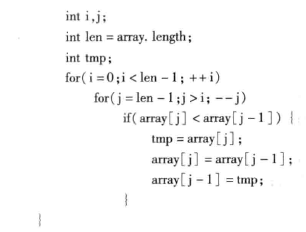 int i,j;
int len = array. length;
int tmp;
for( i = 0;i < len - 1; ++i)
for(j = len - 1;j > i; --j)
if( array[j] < array[j - 1]) {
tmp = array[j];
array[j] = array[j - 1];
array[j - 1] = tmp;
}
}